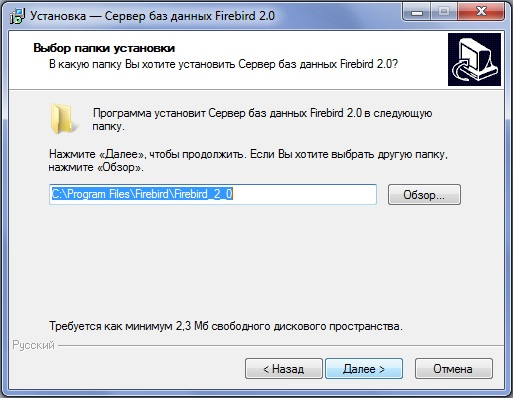 Установка — Сервер баз данных Firebird 2.0
Выбор папки установки
В какую папку Вы хотите установить Сервер баз данных Firebird 2.0?
Программа установит Сервер баз данных Firebird 2.0 в следующую
папку.
Нажмите «Далее», чтобы продолжить. Если Вы хотите выбрать другую папку,
нажмите «Обзор».
C:\Program Files\Firebird\Firebird_2_0
Обзор...
Требуется как минимум 2,3 Мб свободного дискового пространства.
Русский
< Назад
Далее >
Отмена